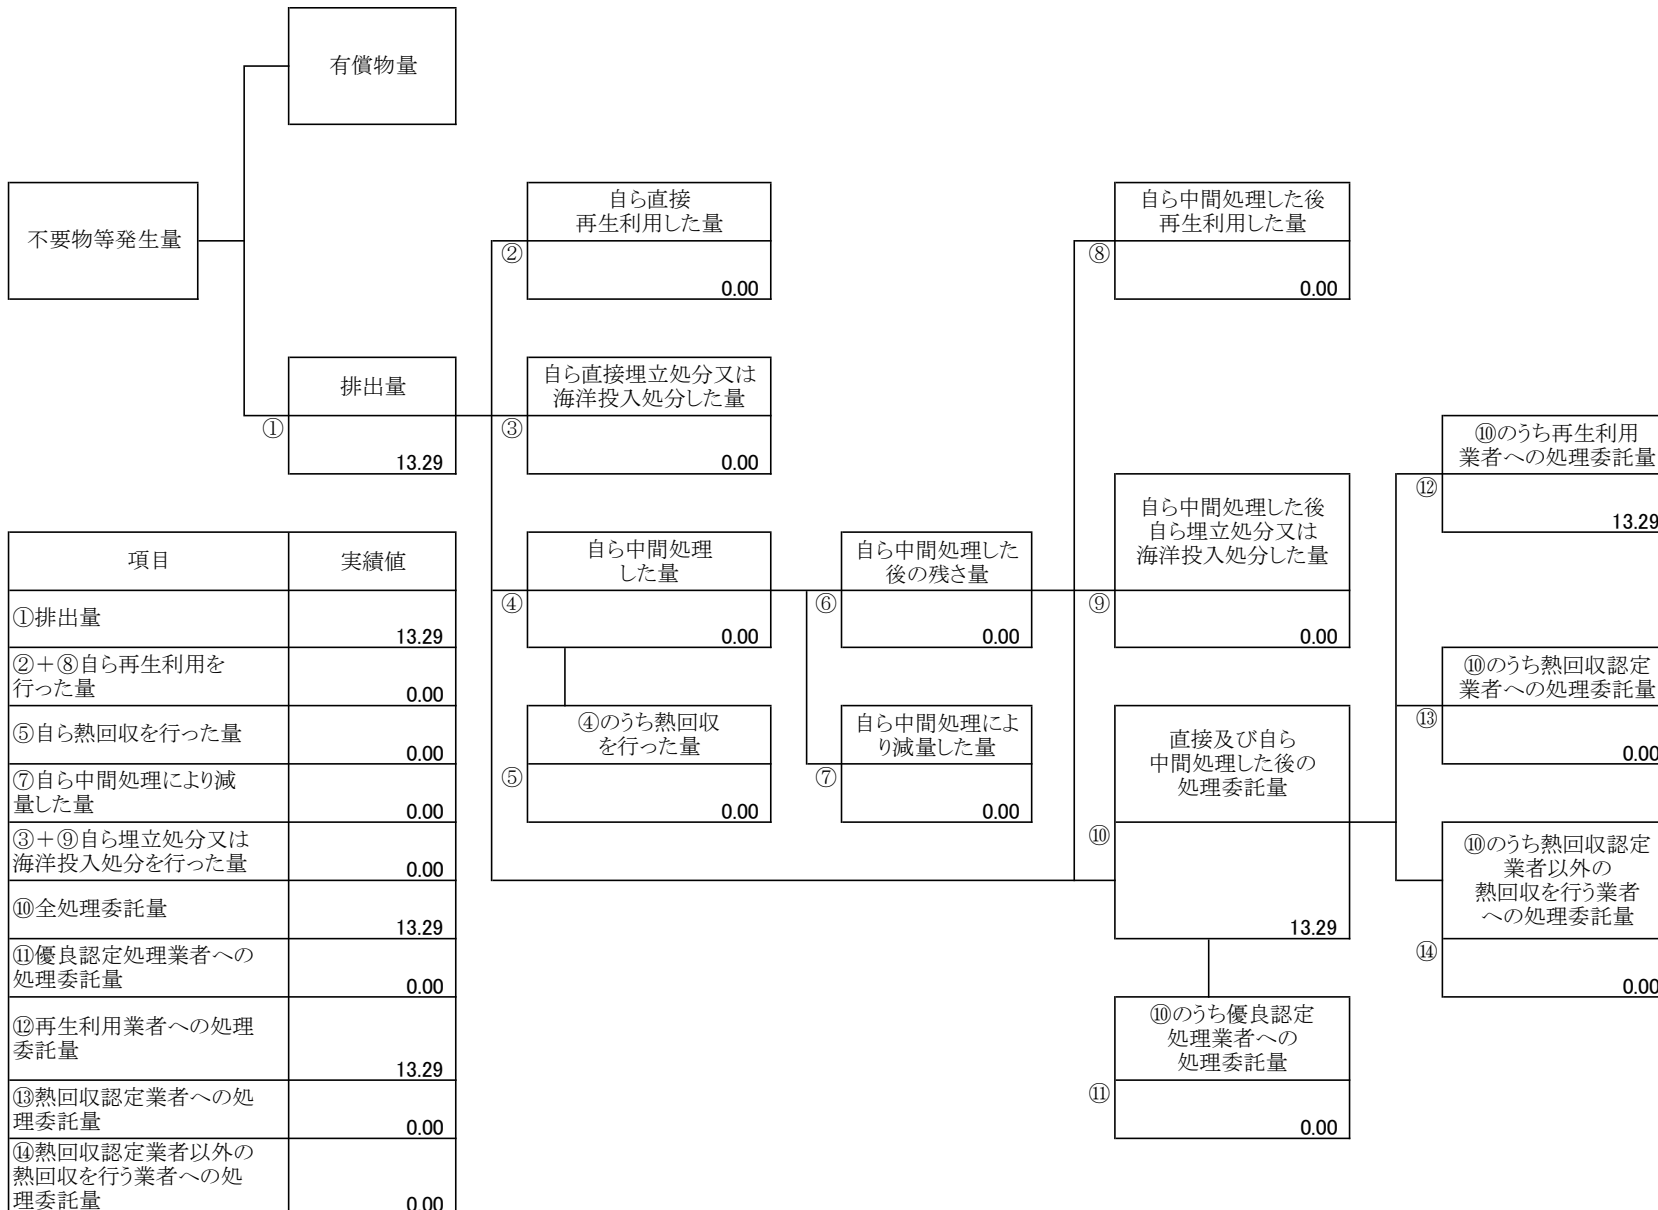 有償物量
不要物等発生量
自ら直接
再生利用した量
②
0.00
自ら中間処理した後
再生利用した量
⑧
0.00
排出量
①
13.29
自ら直接埋立処分又は
海洋投入処分した量
③
0.00
⑩のうち再生利用
業者への処理委託量
⑫
13.29
自ら中間処理
した量
④
0.00
自ら中間処理した
後の残さ量
⑥
0.00
自ら中間処理した後
自ら埋立処分又は
海洋投入処分した量
⑨
0.00
⑩のうち熱回収認定
業者への処理委託量
⑬
0.00
④のうち熱回収
を行った量
⑤
0.00
自ら中間処理によ
り減量した量
⑦
0.00
直接及び自ら
中間処理した後の
処理委託量
⑩
13.29
⑩のうち熱回収認定
業者以外の
熱回収を行う業者
への処理委託量
⑭
0.00
⑩のうち優良認定
処理業者への
処理委託量
⑪
0.00
項目 実績値
①排出量
13.29
②+⑧自ら再生利用を
行った量
0.00
⑤自ら熱回収を行った量
0.00
⑦自ら中間処理により減
量した量
0.00
③+⑨自ら埋立処分又は
海洋投入処分を行った量
0.00
⑩全処理委託量
13.29
⑪優良認定処理業者への
処理委託量
0.00
⑫再生利用業者への処理
委託量
13.29
⑬熱回収認定業者への処
理委託量
0.00
⑭熱回収認定業者以外の
熱回収を行う業者への処
理委託量
0.00